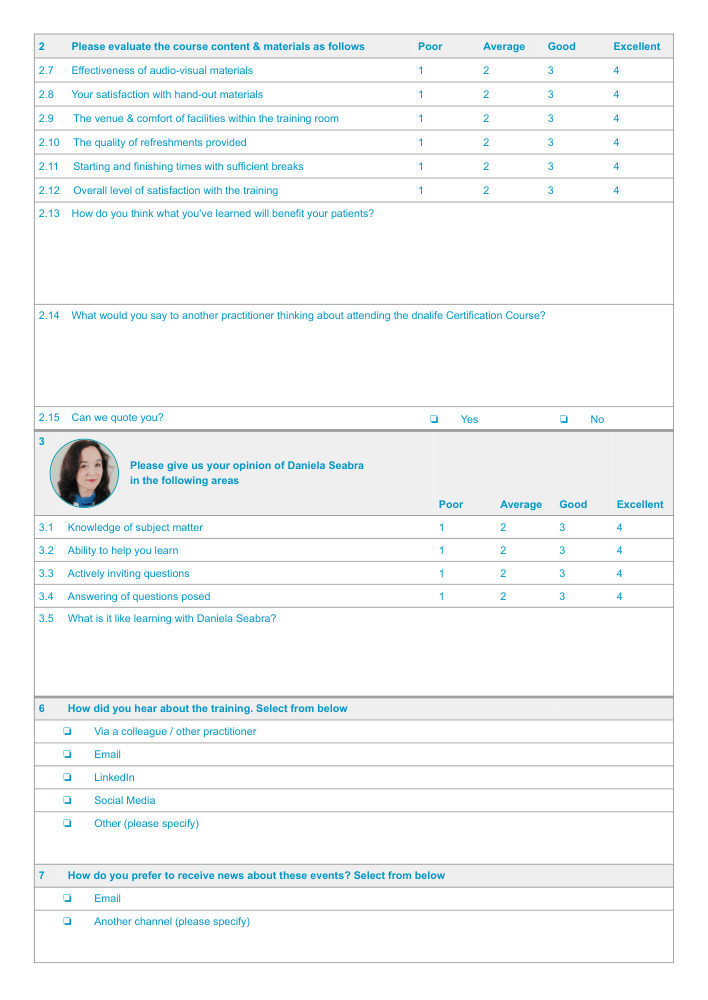 2 Please evaluate the course content & materials as follows Poor Average Good Excellent
2.7 Effectiveness of audio-visual materials 1 2 3 4
2.8 Your satisfaction with hand-out materials 1 2 3 4
2.9 The venue & comfort of facilities within the training room 1 2 3 4
2.10 The quality of refreshments provided 1 2 3 4
2.11 Starting and finishing times with sufficient breaks 1 2 3 4
2.12 Overall level of satisfaction with the training 1 2 3 4
2.13 How do you think what you've learned will benefit your patients?
2.14 What would you say to another practitioner thinking about attending the dnalife Certification Course?
2.15 Can we quote you? ❏ Yes ❏ No
3
Please give us your opinion of Daniela Seabra
in the following areas
Poor Average Good Excellent
3.1 Knowledge of subject matter 1 2 3 4
3.2 Ability to help you learn 1 2 3 4
3.3 Actively inviting questions 1 2 3 4
3.4 Answering of questions posed 1 2 3 4
3.5 What is it like learning with Daniela Seabra?
6 How did you hear about the training. Select from below
❏ Via a colleague / other practitioner
❏ Email
❏ LinkedIn
❏ Social Media
❏ Other (please specify)
7 How do you prefer to receive news about these events? Select from below
❏ Email
❏ Another channel (please specify)